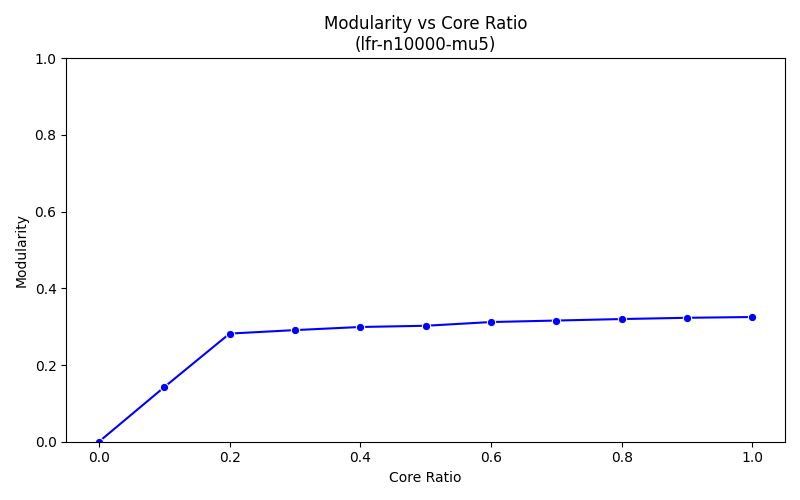 Modularity vs Core Ratio
(lfr-n10000-mu5)
1.0
0.8
0.6
0.4
0.2
0.0
Modularity
0.0 0.2 0.4 0.6 0.8 1.0
Core Ratio